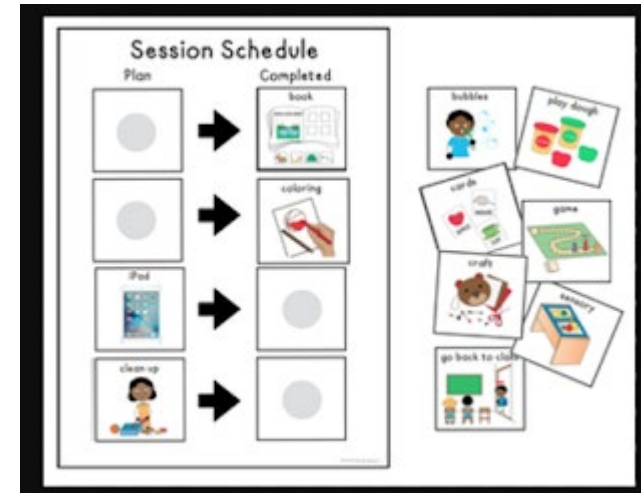 Session Schedule
Plan
Completed
book
coloring
iPad
clean up
bubbles
play dough
cards
game
craft
sensory
go back to class